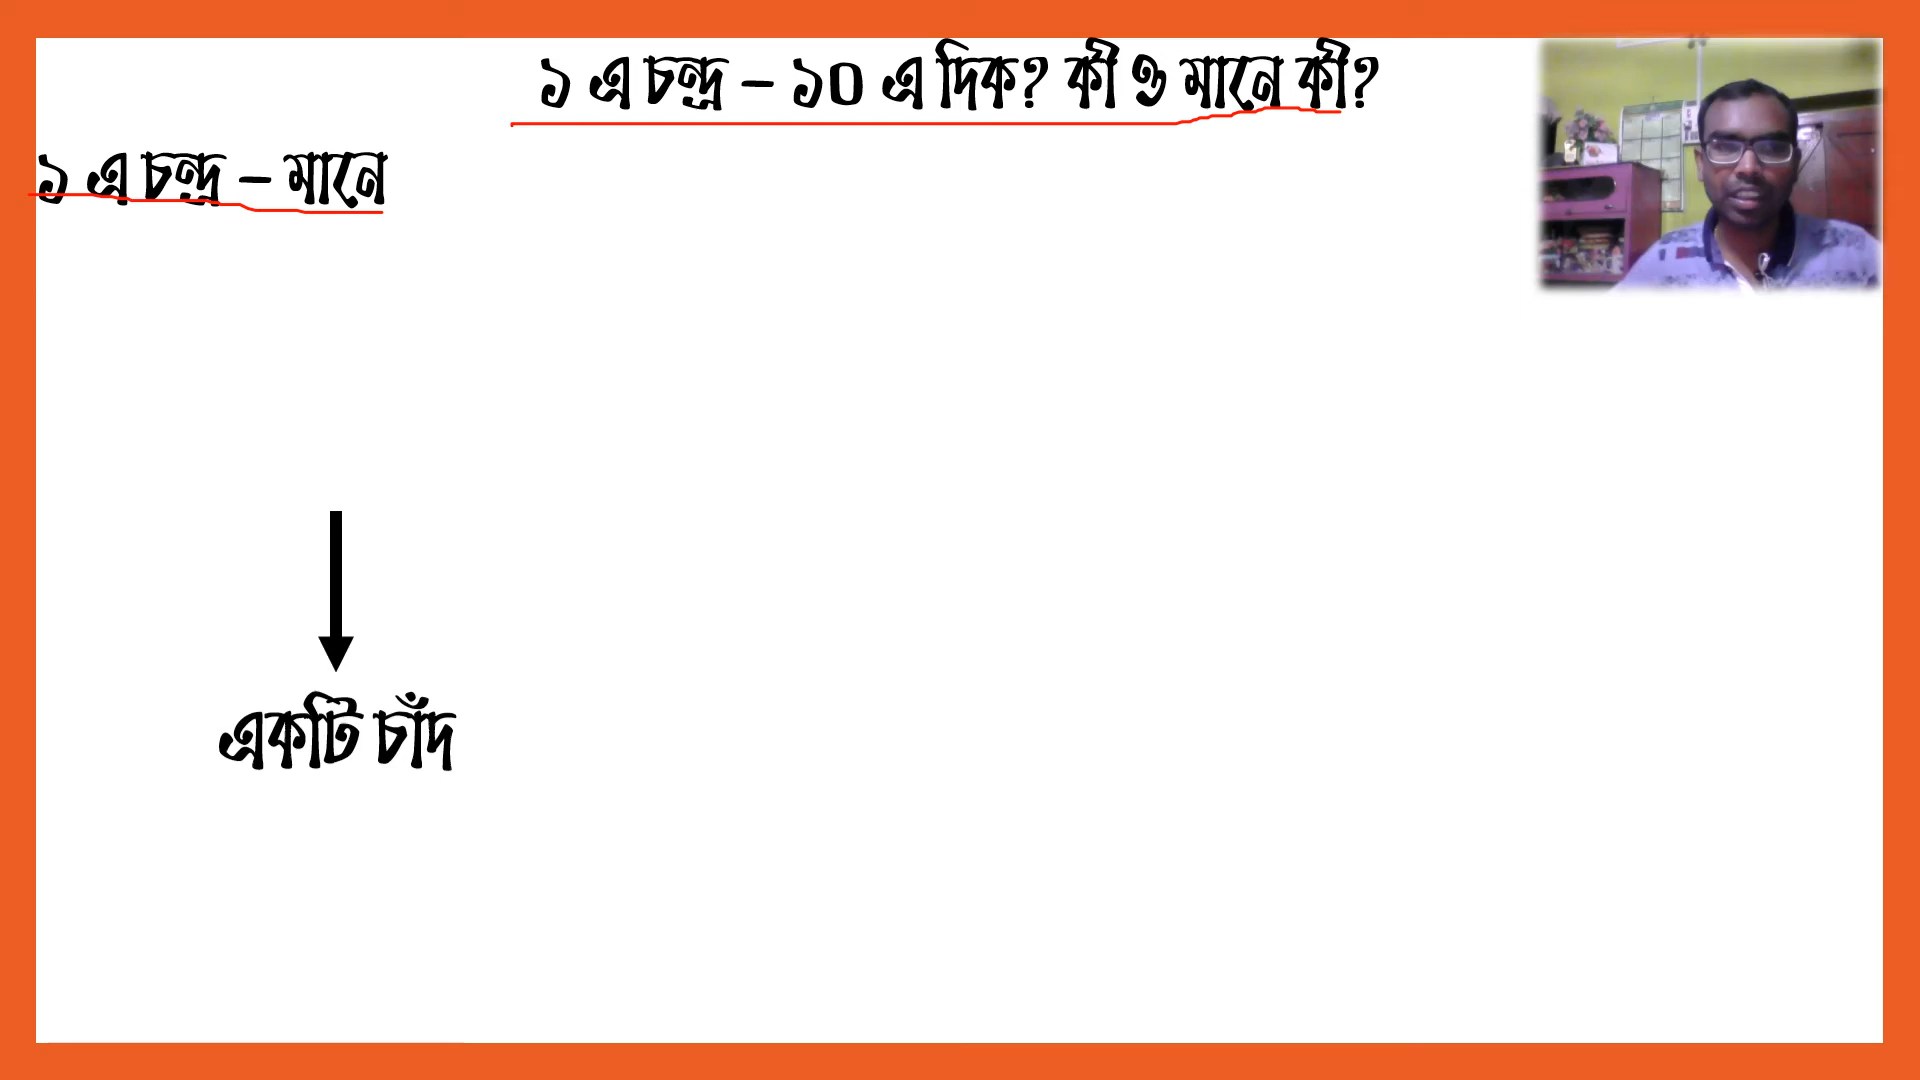 ১ এ চন্দ্র – ১০ এ দিক? কী ও মানে কী?
১ এ চন্দ্র – মানে
একটি চাঁদ